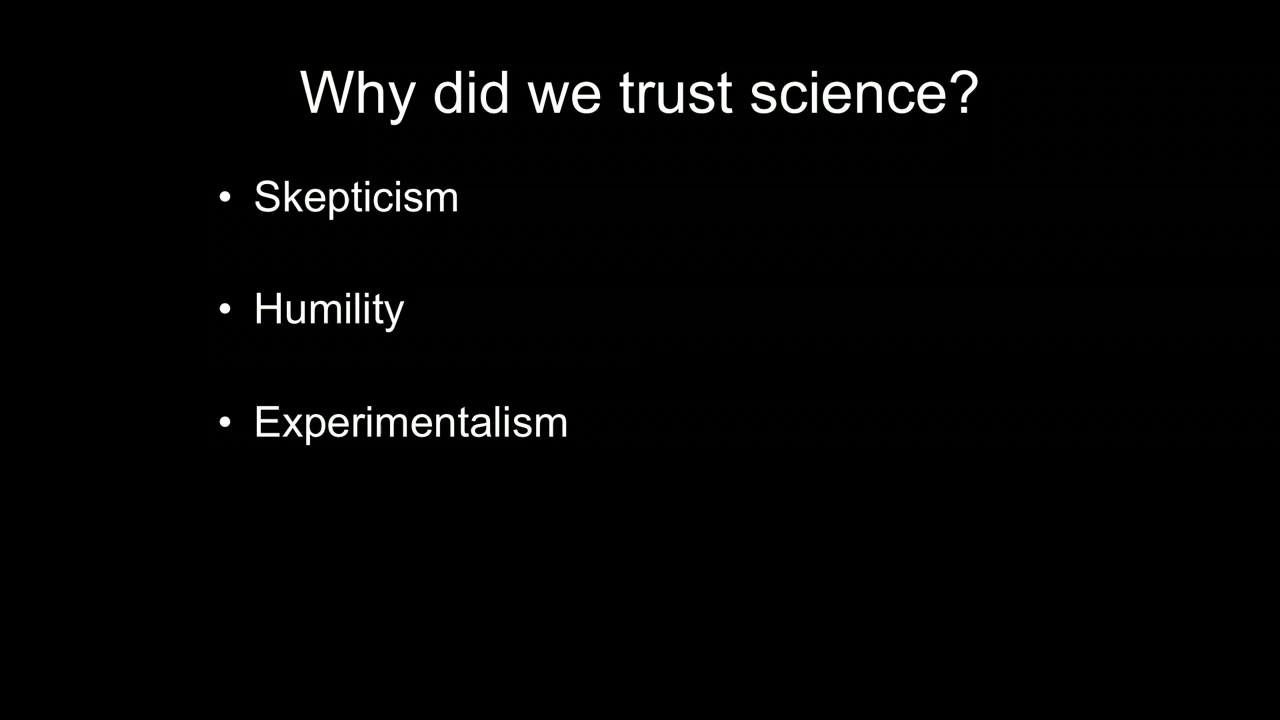 Why did we trust science?
• Skepticism
• Humility
• Experimentalism